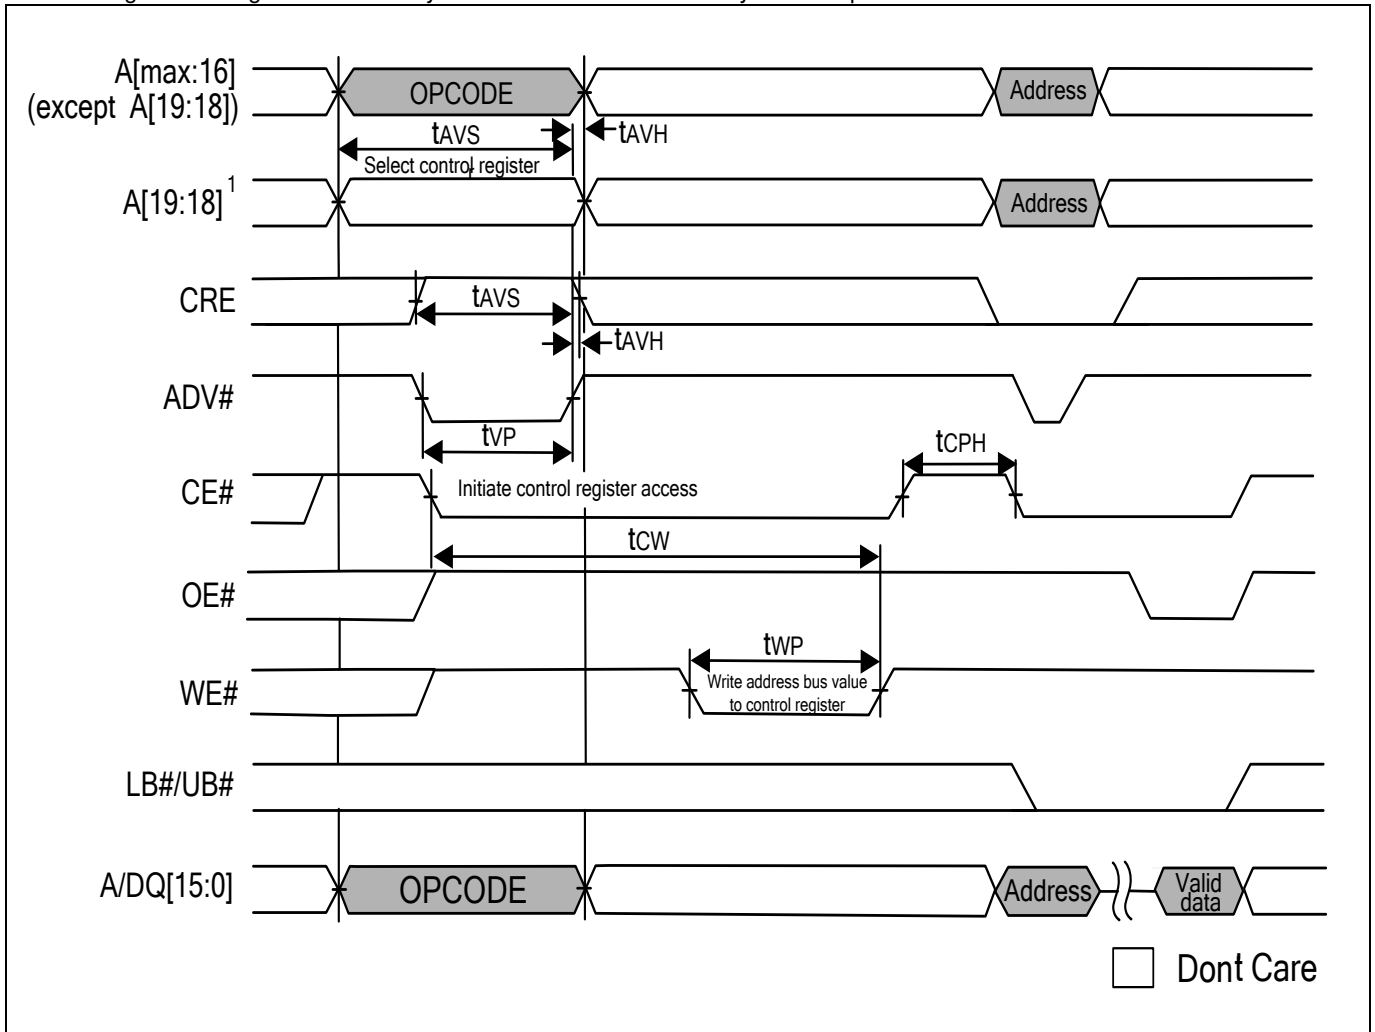 A[max:16]
(except A[19:18])
OPCODE
Address
tAVS
tAVH
Select control register
A[19:18] 1
Address
CRE
tAVS
tAVH
ADV#
tVP
tCPH
CE#
Initiate control register access
tCW
OE#
tWP
WE#
Write address bus value
to control register
LB#/UB#
A/DQ[15:0]
OPCODE
Address
Valid
data
Dont Care